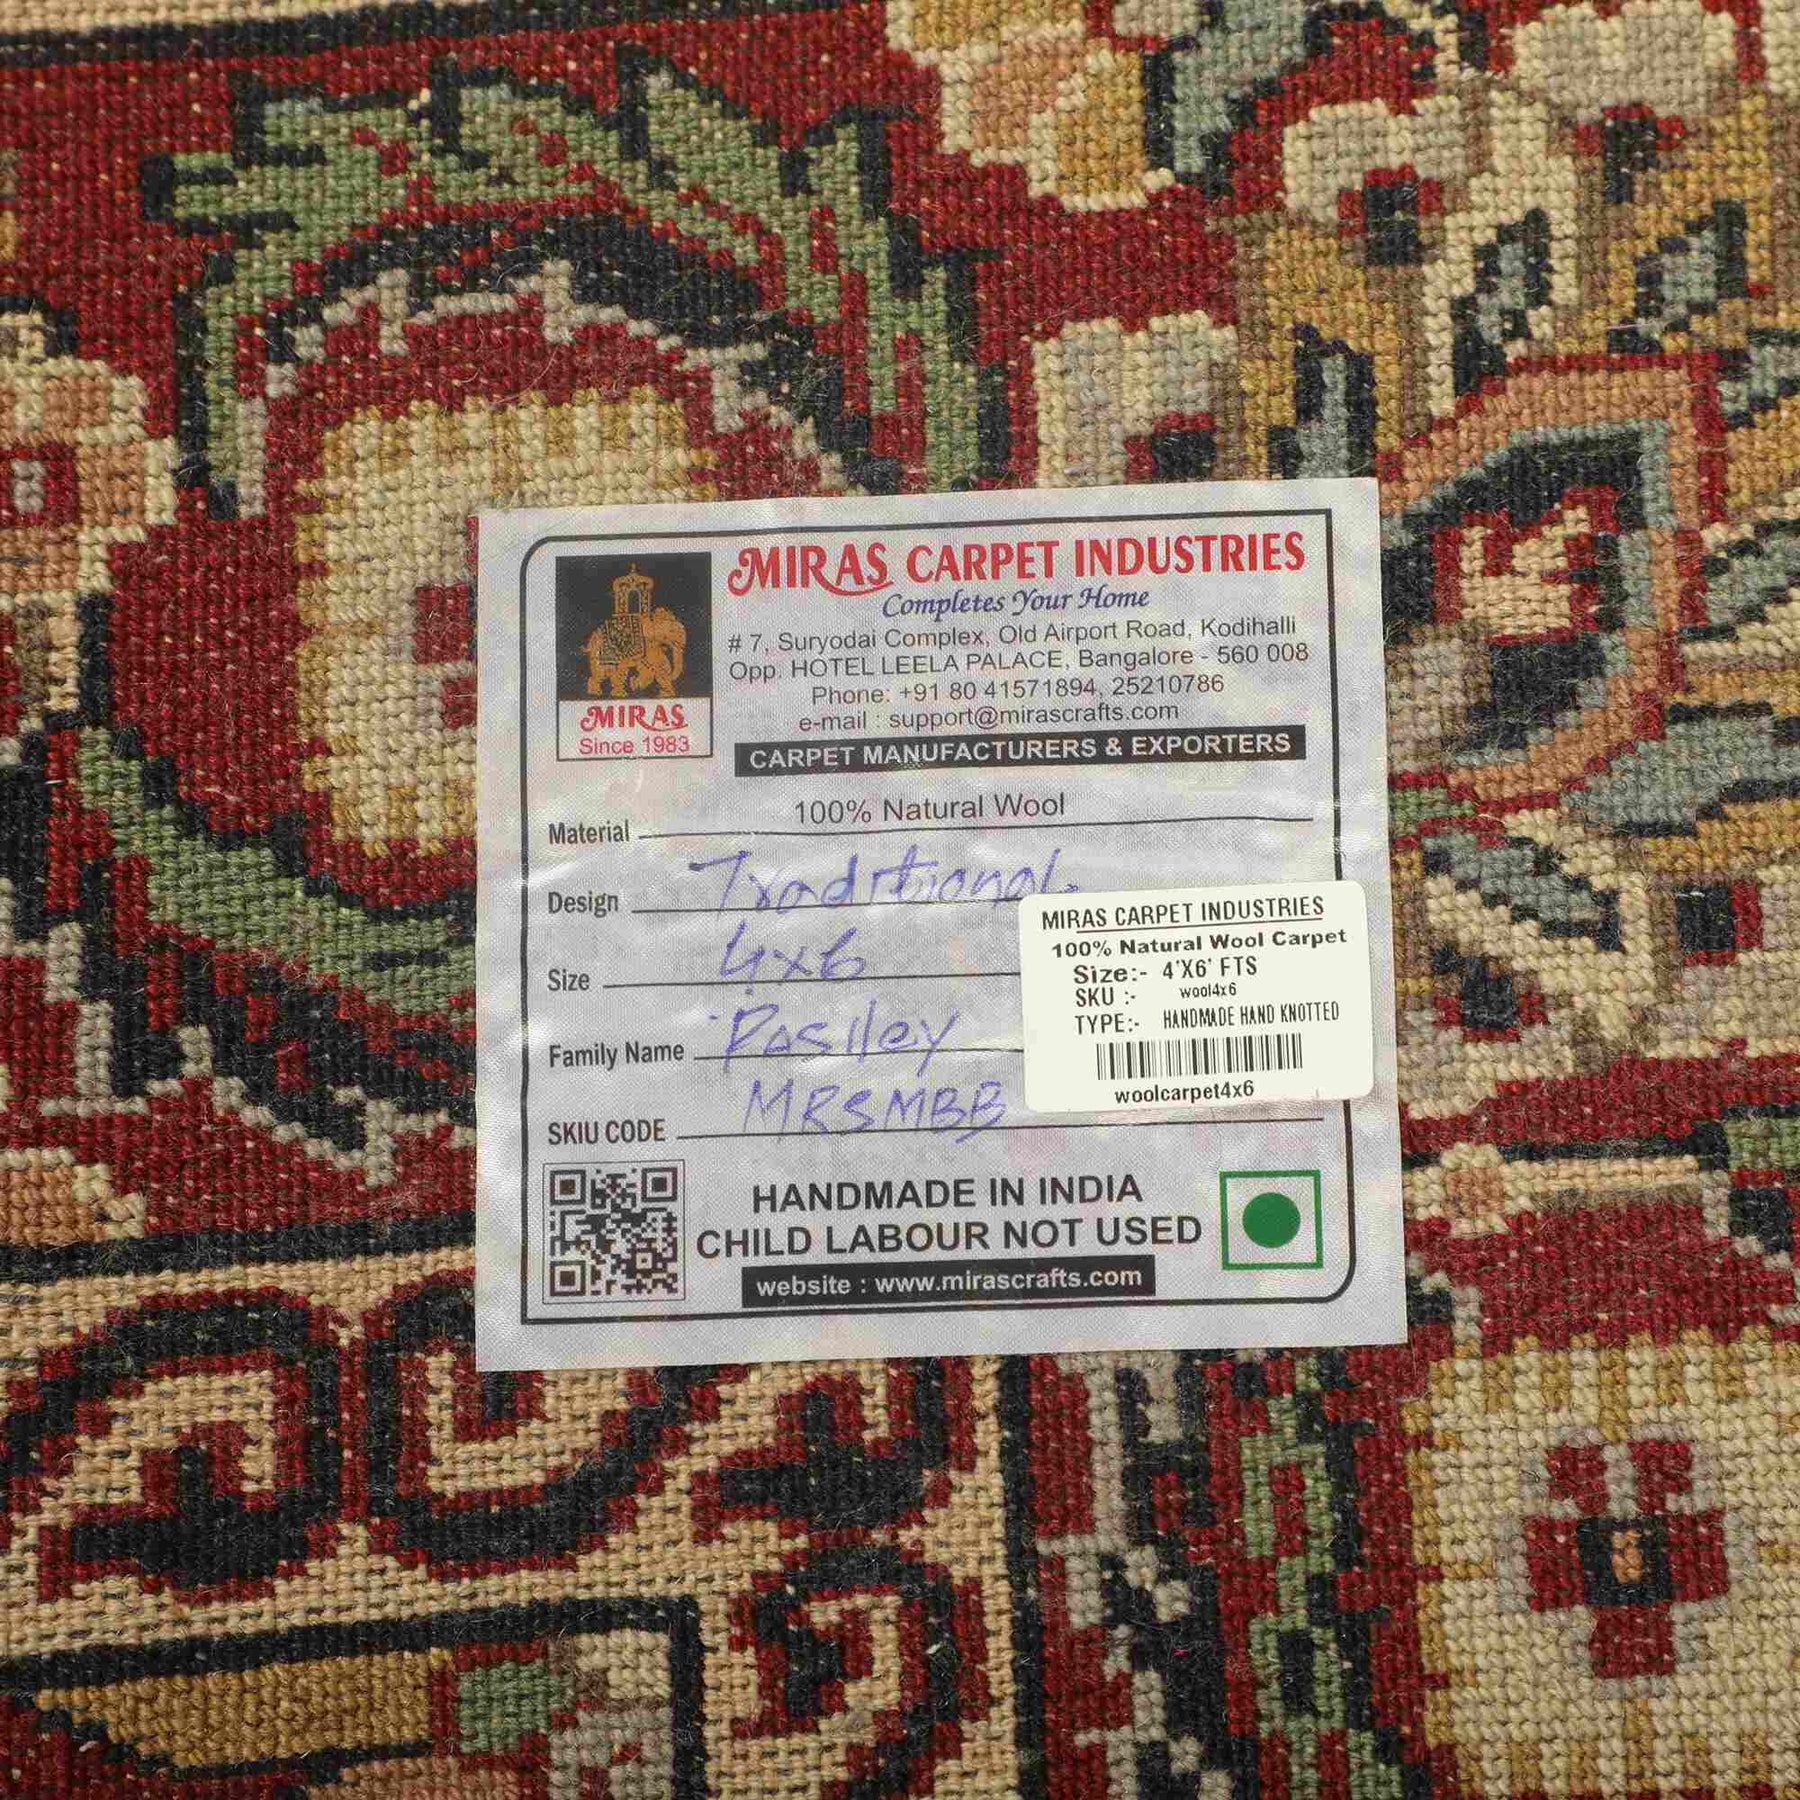 MIRAS CARPET INDUSTRIES
Completes Your Home
# 7, Suryodai Complex, Old Airport Road, Kodihalli
Opp. HOTEL LEELA PALACE, Bangalore - 560 008
Phone: +91 80 41571894, 25210786
e-mail : support@mirascrafts.com
CARPET MANUFACTURERS & EXPORTERS
MIRAS
Since 1983
Material 100% Natural Wool
Design Traditional
Size 4x6
Family Name Paslley
SKIU CODE MRSMBB
MIRAS CARPET INDUSTRIES
100% Natural Wool Carpet
Size:- 4'X6' FTS
SKU :- wool4x6
TYPE:- HANDMADE HAND KNOTTED
woolcarpet4x6
HANDMADE IN INDIA
CHILD LABOUR NOT USED
website : www.mirascrafts.com